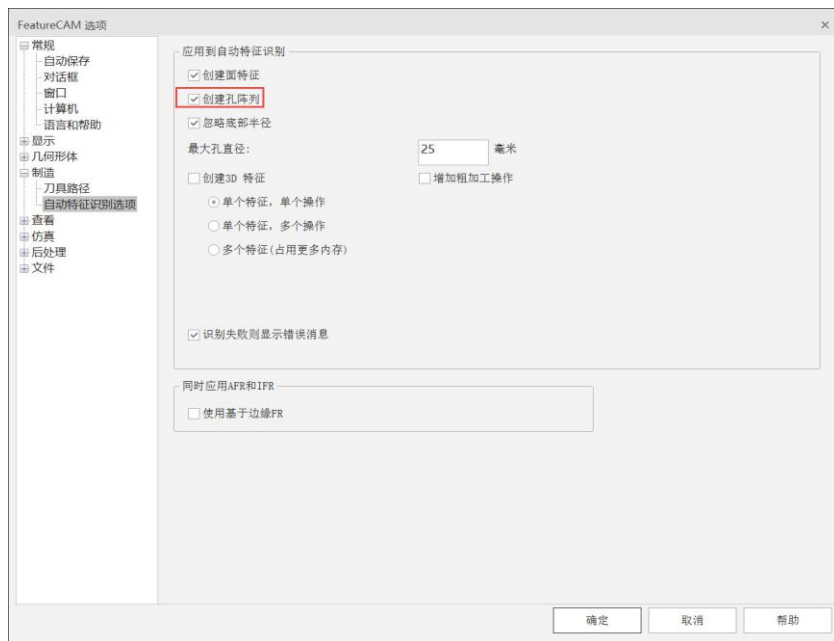 FeatureCAM 选项
常规
自动保存
对话框
窗口
计算机
语言和帮助
显示
几何形体
制造
刀具路径
自动特征识别选项
查看
仿真
后处理
文件
应用到自动特征识别
创建面特征
创建孔阵列
忽略底部半径
最大孔直径: 25 毫米
创建3D 特征 增加粗加工操作
单个特征, 单个操作
单个特征, 多个操作
多个特征(占用更多内存)
识别失败则显示错误消息
同时应用AFR和IFR
使用基于边缘FR
确定 取消 帮助